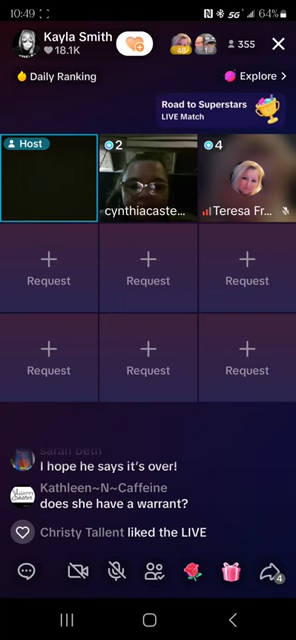 10:49
5G 64%
Kayla Smith
18.1K
355
Daily Ranking
Explore >
Road to Superstars
LIVE Match
Host
2
4
cynthiacaste...
Teresa Fr...
Request
Request
Request
Request
Request
Request
sarah beth
I hope he says it's over!
Kathleen~N~Caffeine
does she have a warrant?
Christy Tallent liked the LIVE
4